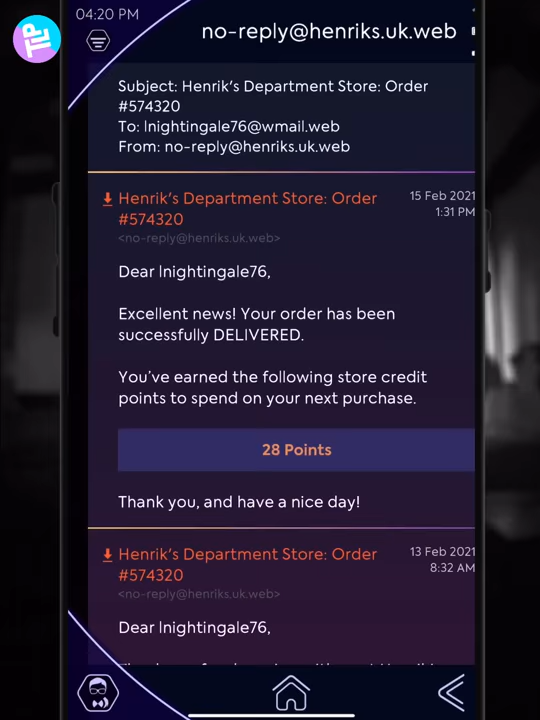 04:20 PM
TLP
no-reply@henriks.uk.web
Subject: Henrik's Department Store: Order
#574320
To: lnightingale76@wmail.web
From: no-reply@henriks.uk.web
Henrik's Department Store: Order
#574320
15 Feb 2021
1:31 PM
<no-reply@henriks.uk.web>
Dear lnightingale76,
Excellent news! Your order has been
successfully DELIVERED.
You've earned the following store credit
points to spend on your next purchase.
28 Points
Thank you, and have a nice day!
Henrik's Department Store: Order
#574320
13 Feb 2021
8:32 AM
<no-reply@henriks.uk.web>
Dear lnightingale76,